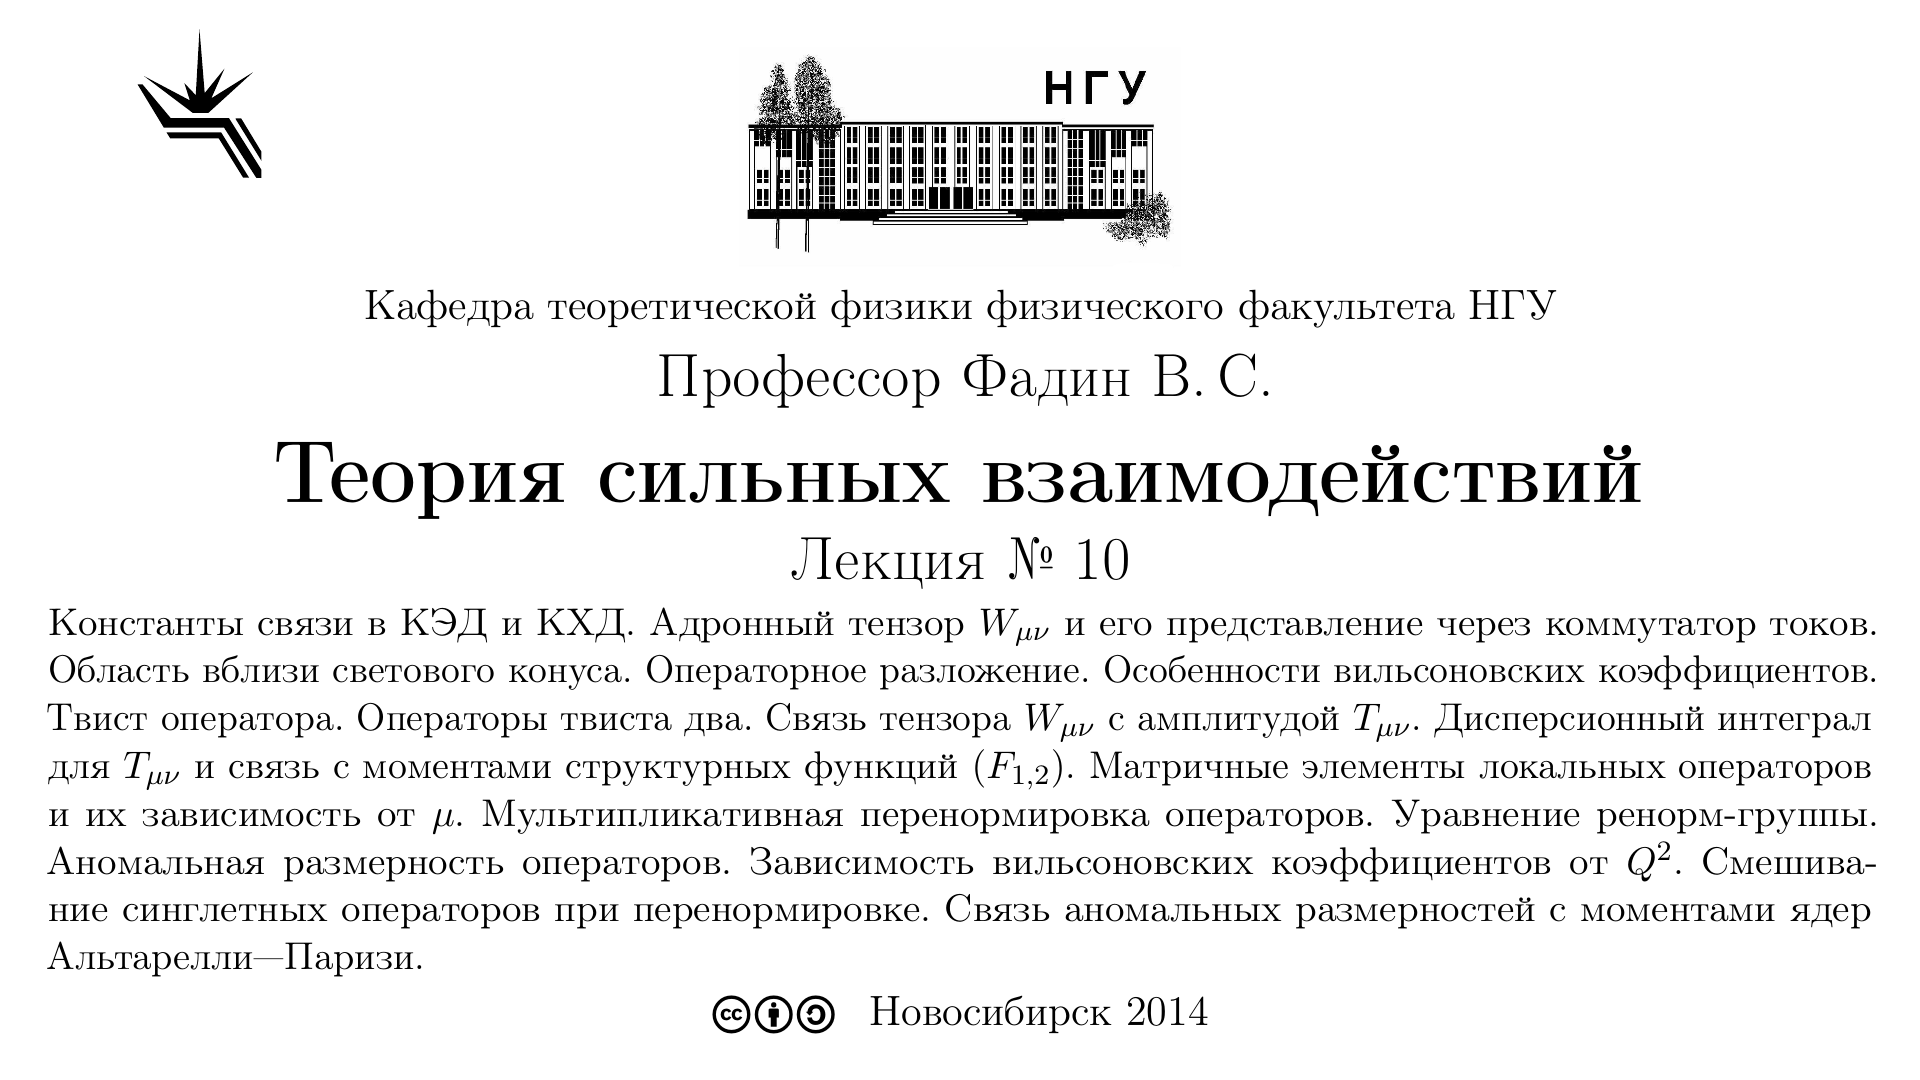 НГУ
Кафедра теоретической физики физического факультета НГУ
Профессор Фадин В. С.
Теория сильных взаимодействий
Лекция № 10
Константы связи в КЭД и КХД. Адронный тензор $W_{\mu\nu}$ и его представление через коммутатор токов.
Область вблизи светового конуса. Операторное разложение. Особенности вильсоновских коэффициентов.
Твист оператора. Операторы твиста два. Связь тензора $W_{\mu\nu}$ с амплитудой $T_{\mu\nu}$. Дисперсионный интеграл
для $T_{\mu\nu}$ и связь с моментами структурных функций ($F_{1,2}$). Матричные элементы локальных операторов
и их зависимость от $\mu$. Мультипликативная перенормировка операторов. Уравнение ренорм-группы.
Аномальная размерность операторов. Зависимость вильсоновских коэффициентов от $Q^2$. Смешива-
ние синглетных операторов при перенормировке. Связь аномальных размерностей с моментами ядер
Альтарелли—Паризи.
cc Новосибирск 2014